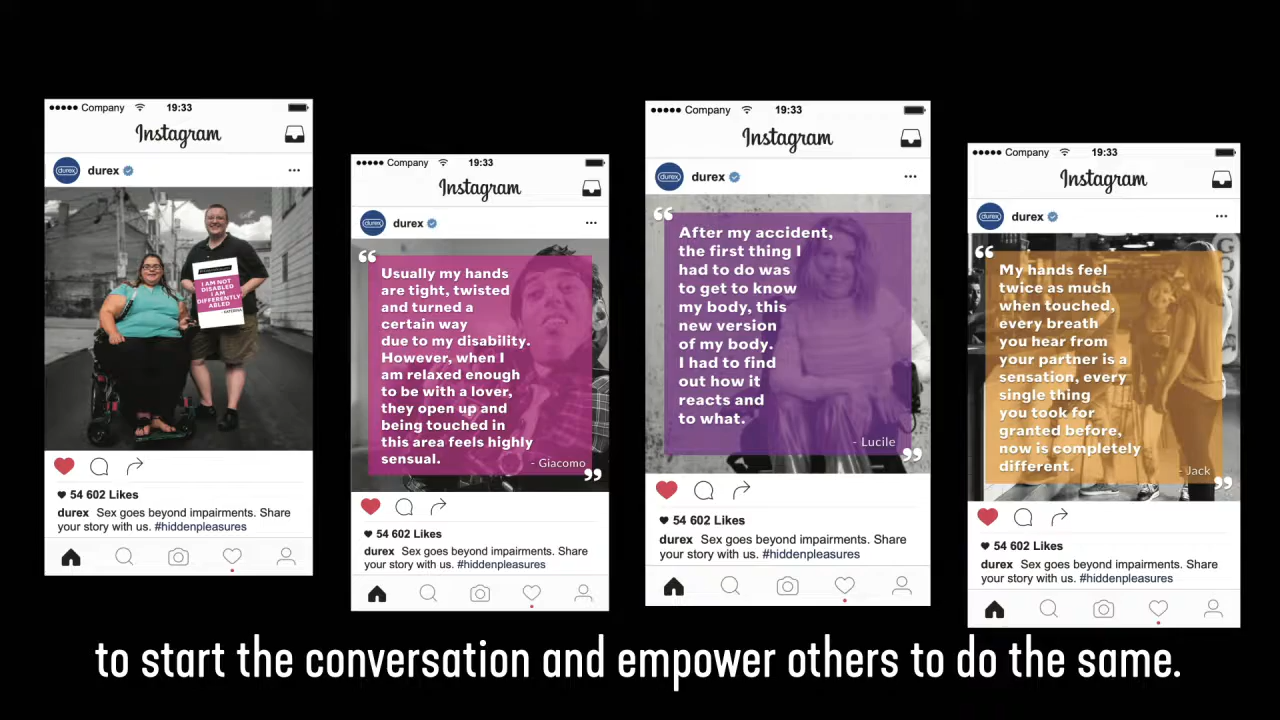 ●●●●● Company 19:33
Instagram
durex durex
I AM NOT
DISABLED
I AM
DIFFERENTLY
ABLED
- KATERINA
54 602 Likes
durex Sex goes beyond impairments. Share
your story with us. #hiddenpleasures
●●●●● Company 19:33
Instagram
durex durex
“
Usually my hands
are tight, twisted
and turned a
certain way
due to my disability.
However, when I
am relaxed enough
to be with a lover,
they open up and
being touched in
this area feels highly
sensual.
- Giacomo
”
54 602 Likes
durex Sex goes beyond impairments. Share
your story with us. #hiddenpleasures
●●●●● Company 19:33
Instagram
durex durex
“
After my accident,
the first thing I
had to do was
to get to know
my body, this
new version
of my body.
I had to find
out how it
reacts and
to what.
- Lucile
”
54 602 Likes
durex Sex goes beyond impairments. Share
your story with us. #hiddenpleasures
●●●●● Company 19:33
Instagram
durex durex
“
My hands feel
twice as much
when touched,
every breath
you hear from
your partner is a
sensation, every
single thing
you took for
granted before,
now is completely
different.
- Jack
”
54 602 Likes
durex Sex goes beyond impairments. Share
your story with us. #hiddenpleasures
to start the conversation and empower others to do the same.